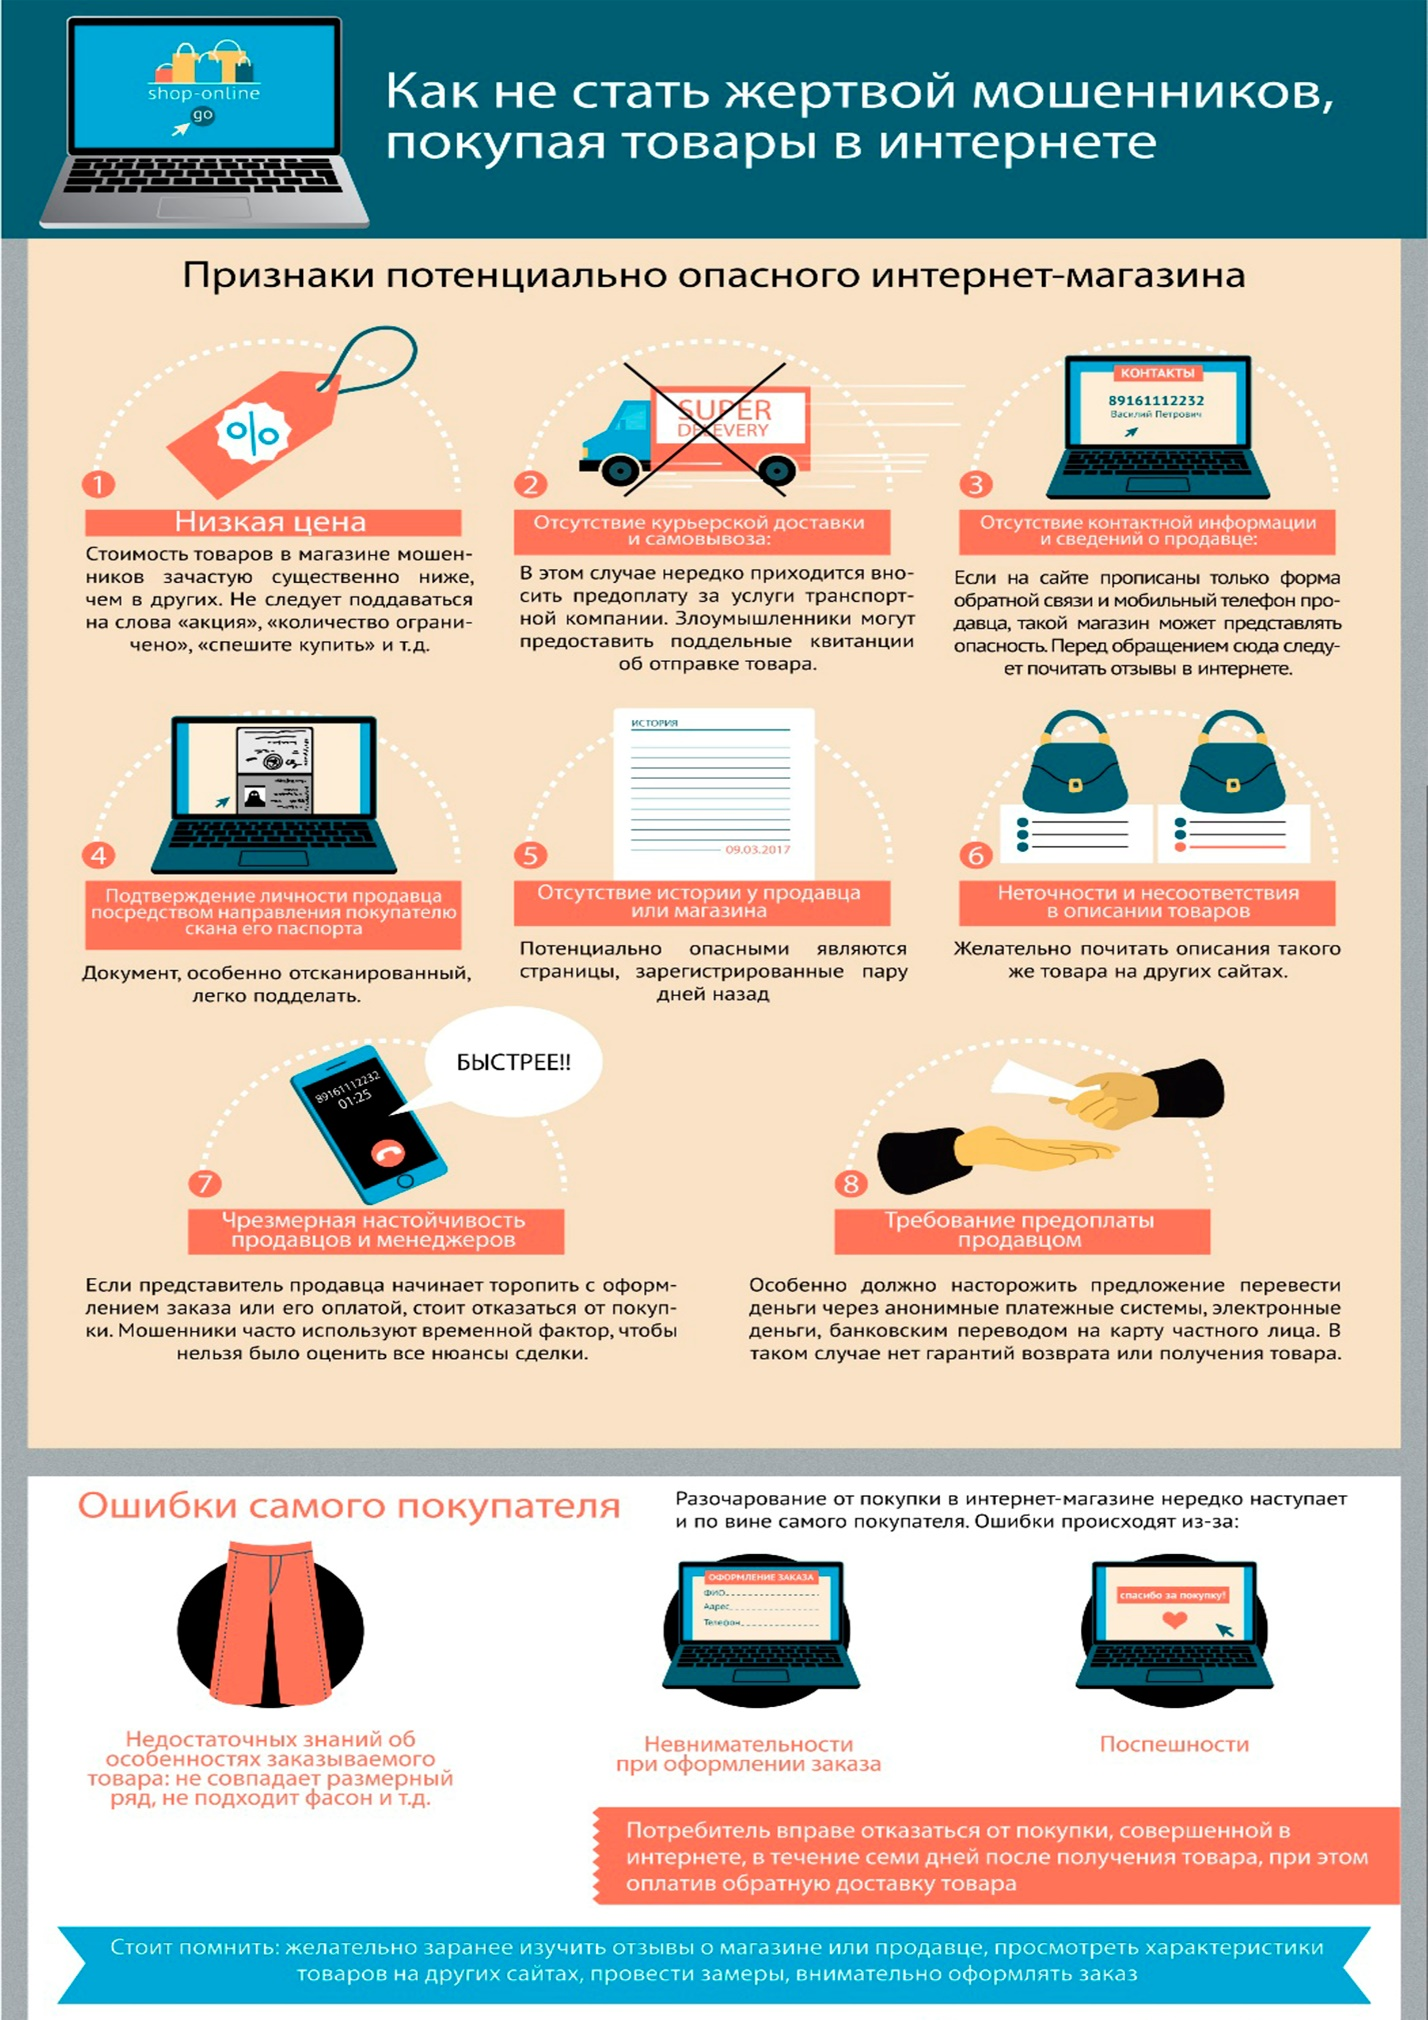 shop-online
go
Как не стать жертвой мошенников,
покупая товары в интернете
Признаки потенциально опасного интернет-магазина
%
1
Низкая цена
Стоимость товаров в магазине мошен-
ников зачастую существенно ниже,
чем в других. Не следует поддаваться
на слова «акция», «количество ограни-
чено», «спешите купить» и т.д.
SUPER
DELEVERY
2
Отсутствие курьерской доставки
и самовывоза:
В этом случае нередко приходится вно-
сить предоплату за услуги транспорт-
ной компании. Злоумышленники могут
предоставить поддельные квитанции
об отправке товара.
КОНТАКТЫ
89161112232
Василий Петрович
3
Отсутствие контактной информации
и сведений о продавце:
Если на сайте прописаны только форма
обратной связи и мобильный телефон про-
давца, такой магазин может представлять
опасность. Перед обращением сюда следу-
ет почитать отзывы в интернете.
4
Подтверждение личности продавца
посредством направления покупателю
скана его паспорта
Документ, особенно отсканированный,
легко подделать.
ИСТОРИЯ
09.03.2017
5
Отсутствие истории у продавца
или магазина
Потенциально опасными являются
страницы, зарегистрированные пару
дней назад
6
Неточности и несоответствия
в описании товаров
Желательно почитать описания такого
же товара на других сайтах.
БЫСТРЕЕ!!
89161112232
01:25
7
Чрезмерная настойчивость
продавцов и менеджеров
Если представитель продавца начинает торопить с оформ-
лением заказа или его оплатой, стоит отказаться от покуп-
ки. Мошенники часто используют временной фактор, чтобы
нельзя было оценить все нюансы сделки.
8
Требование предоплаты
продавцом
Особенно должно насторожить предложение перевести
деньги через анонимные платежные системы, электронные
деньги, банковским переводом на карту частного лица. В
таком случае нет гарантий возврата или получения товара.
Ошибки самого покупателя
Разочарование от покупки в интернет-магазине нередко наступает
и по вине самого покупателя. Ошибки происходят из-за:
Недостаточных знаний об
особенностях заказываемого
товара: не совпадает размерный
ряд, не подходит фасон и т.д.
ОФОРМЛЕНИЕ ЗАКАЗА
ФИО
Адрес
Телефон
Невнимательности
при оформлении заказа
спасибо за покупку!
Поспешности
Потребитель вправе отказаться от покупки, совершенной в
интернете, в течение семи дней после получения товара, при этом
оплатив обратную доставку товара
Стоит помнить: желательно заранее изучить отзывы о магазине или продавце, просмотреть характеристики
товаров на других сайтах, провести замеры, внимательно оформлять заказ